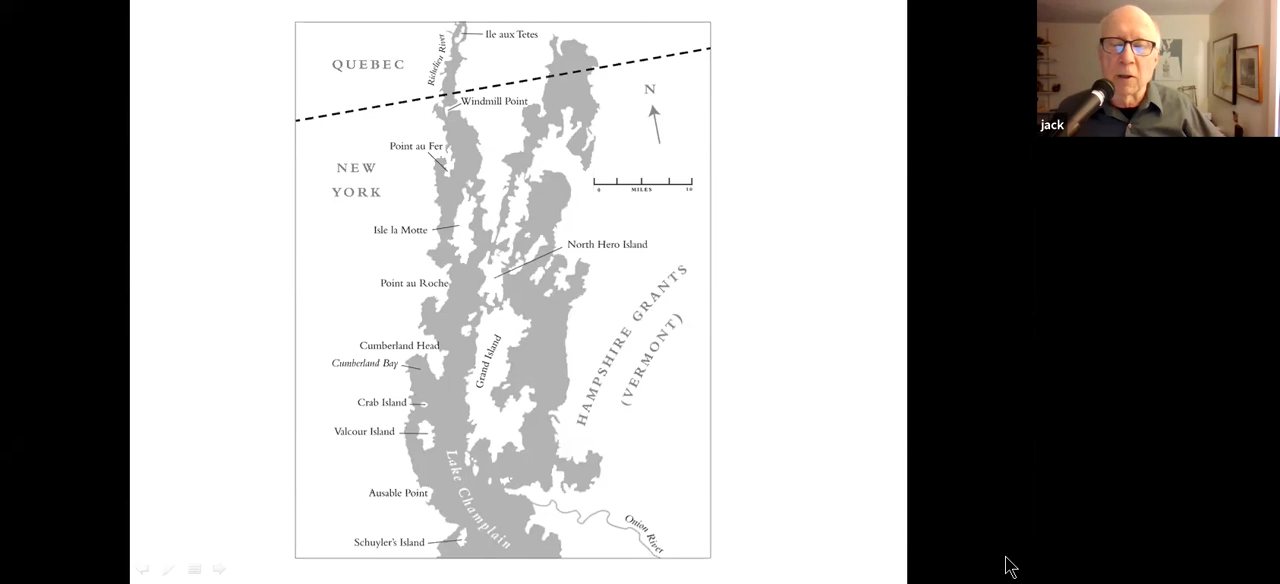 Ile aux Tetes
QUEBEC
Richelieu River
Windmill Point
Point au Fer
N
NEW
YORK
0 MILES 10
Isle la Motte
North Hero Island
Point au Roche
HAMPSHIRE GRANTS
(VERMONT)
Cumberland Head
Cumberland Bay
Grand Island
Crab Island
Valcour Island
Lake Champlain
Ausable Point
Onion River
Schuyler's Island
jack